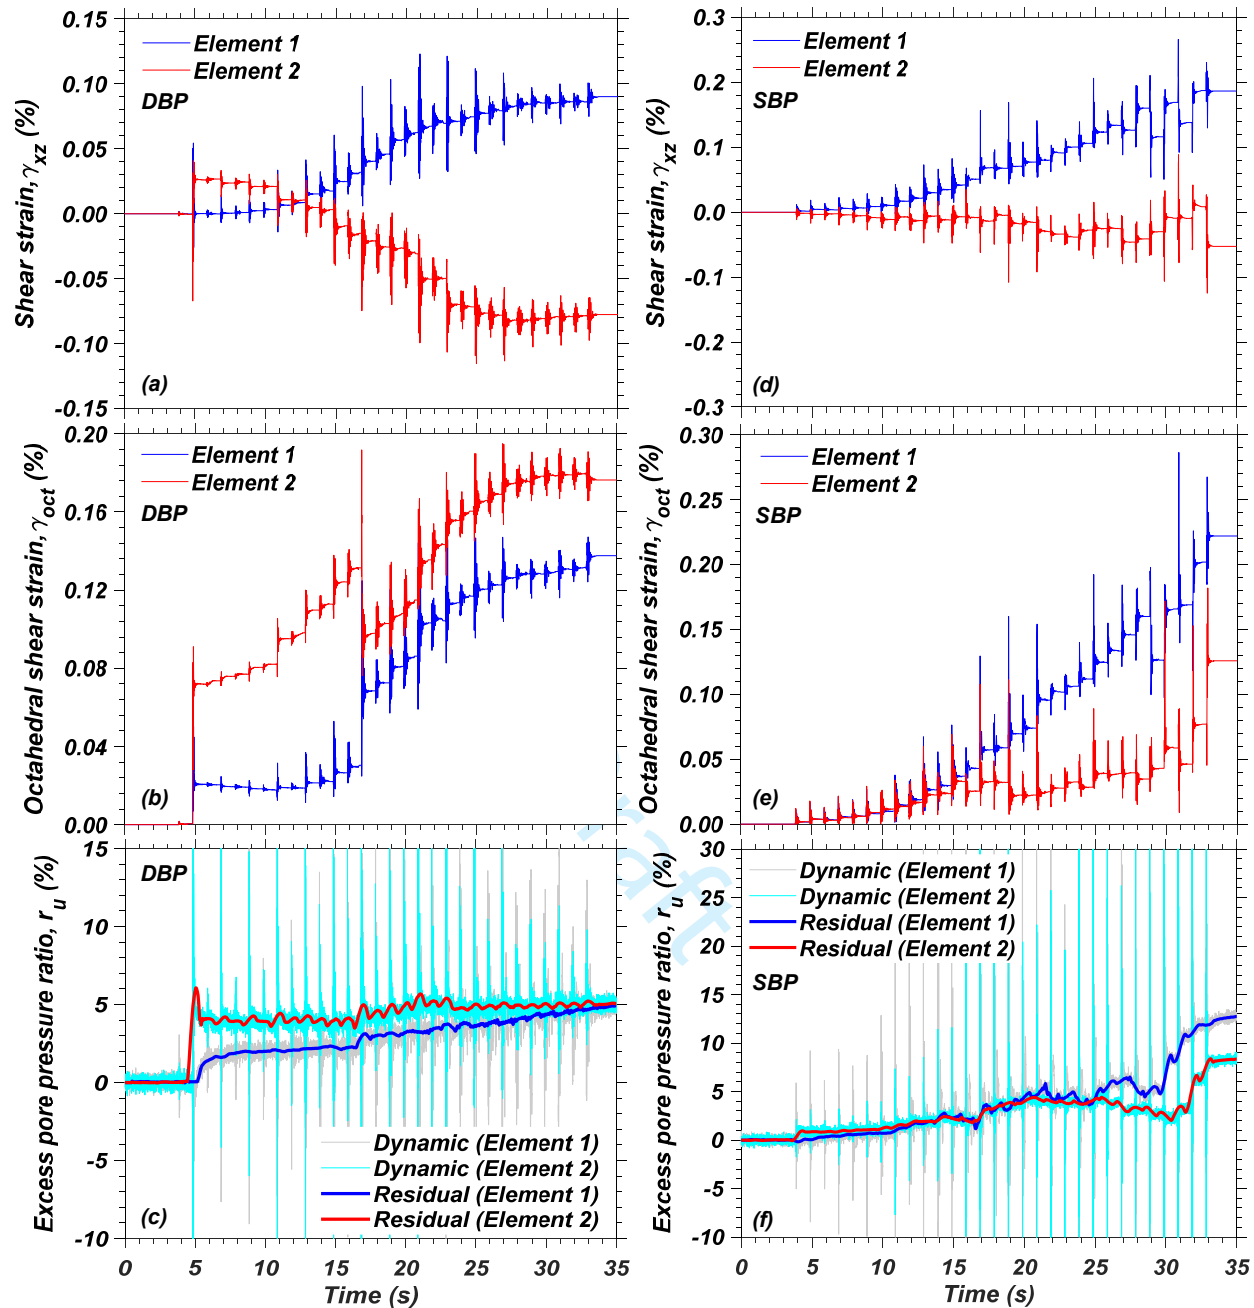 0.15
0.10
0.05
0.00
-0.05
-0.10
-0.15
Shear strain, γxz (%)
Element 1
Element 2
DBP
(a)
0.3
0.2
0.1
0.0
-0.1
0.2
-0.3
Shear strain, γxz (%)
Element 1
Element 2
SBP
(d)
0.20
0.16
0.12
0.08
0.04
0.00
Octahedral shear strain, γoct (%)
Element 1
Element 2
DBP
(b)
0.30
0.25
0.20
0.15
0.10
0.05
0.00
Octahedral shear strain, γoct (%)
Element 1
Element 2
SBP
(e)
15
10
5
0
-5
-10
Excess pore pressure ratio, ru (%)
DBP
Dynamic (Element 1)
Dynamic (Element 2)
Residual (Element 1)
Residual (Element 2)
(c)
0 5 10 15 20 25 30 35
Time (s)
30
25
20
15
10
5
0
-5
-10
Excess pore pressure ratio, ru (%)
Dynamic (Element 1)
Dynamic (Element 2)
Residual (Element 1)
Residual (Element 2)
SBP
(f)
0 5 10 15 20 25 30 35
Time (s)